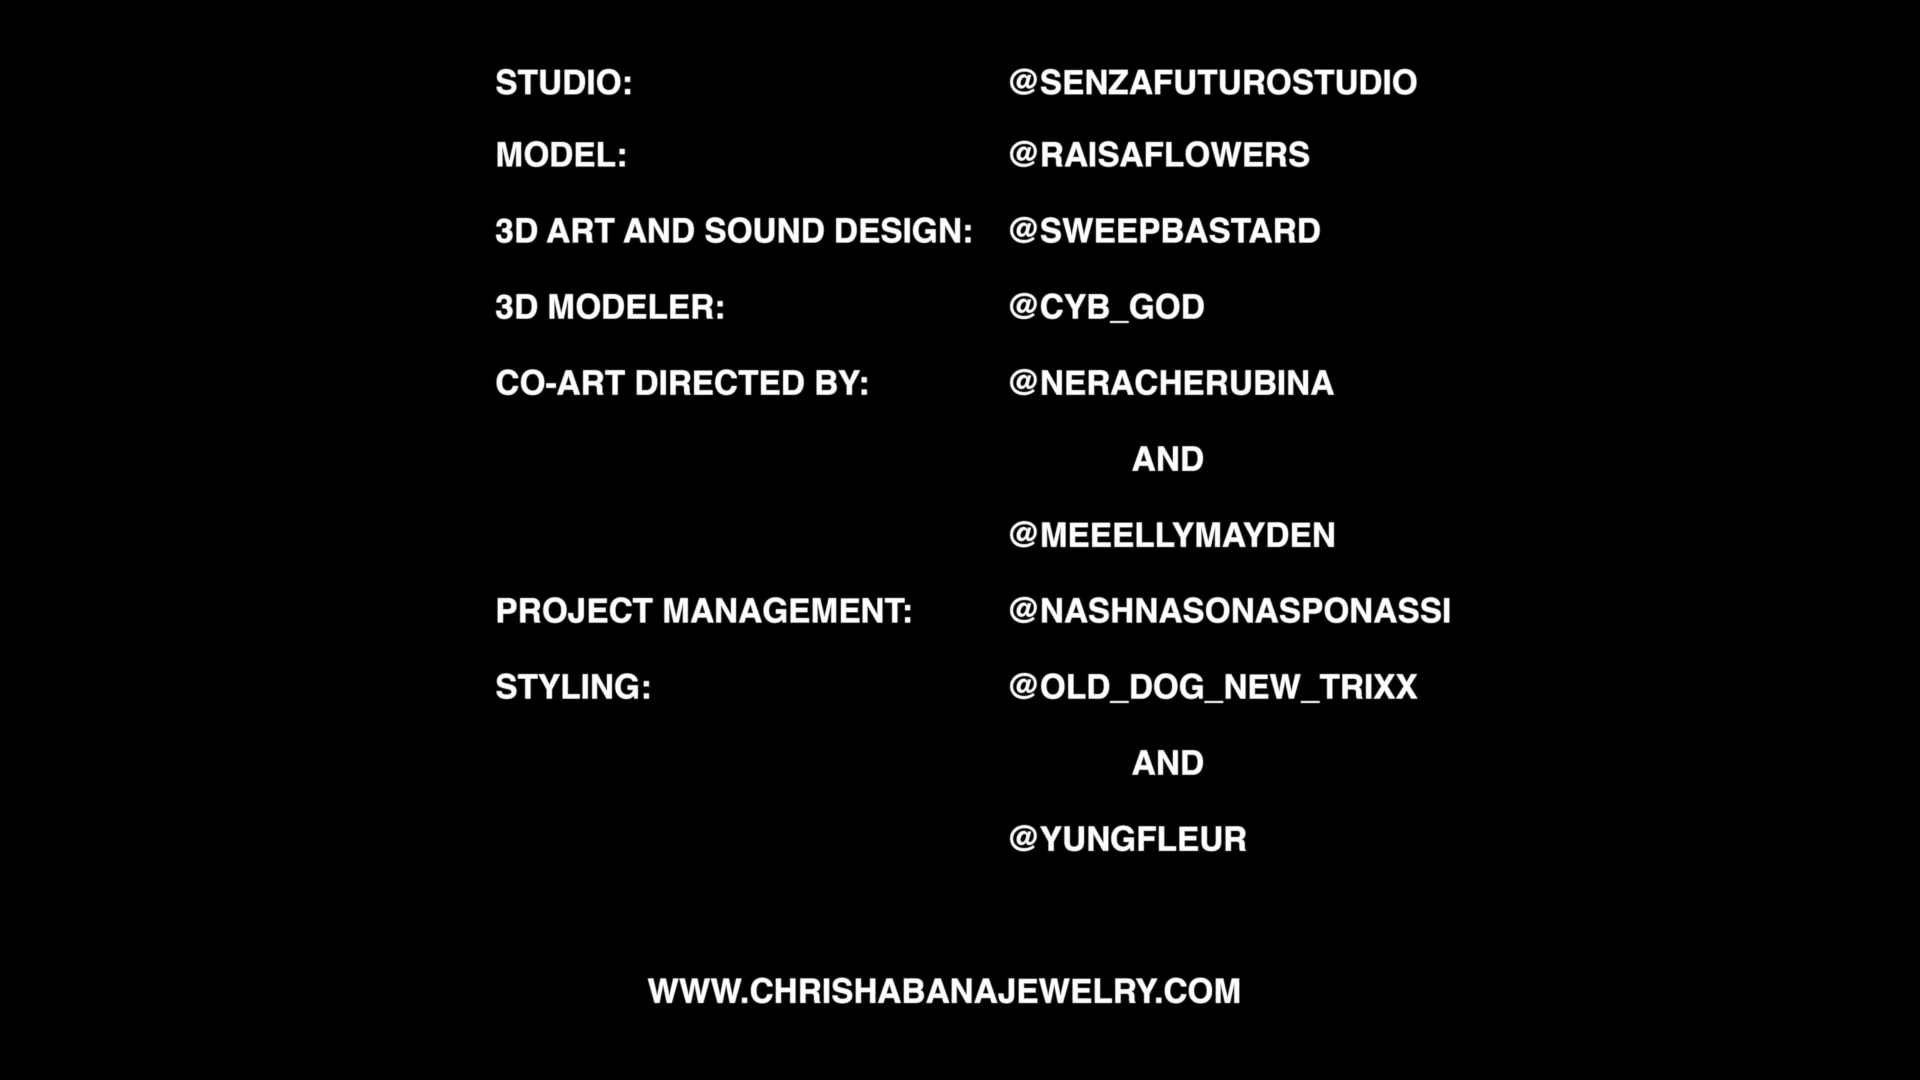 STUDIO: @SENZAFUTUROSTUDIO
MODEL: @RAISAFLOWERS
3D ART AND SOUND DESIGN: @SWEEPBASTARD
3D MODELER: @CYB_GOD
CO-ART DIRECTED BY: @NERACHERUBINA
AND
@MEEELLYMAYDEN
PROJECT MANAGEMENT: @NASHNASONASPONASSI
STYLING: @OLD_DOG_NEW_TRIXX
AND
@YUNGFLEUR
WWW.CHRISHABANAJEWELRY.COM